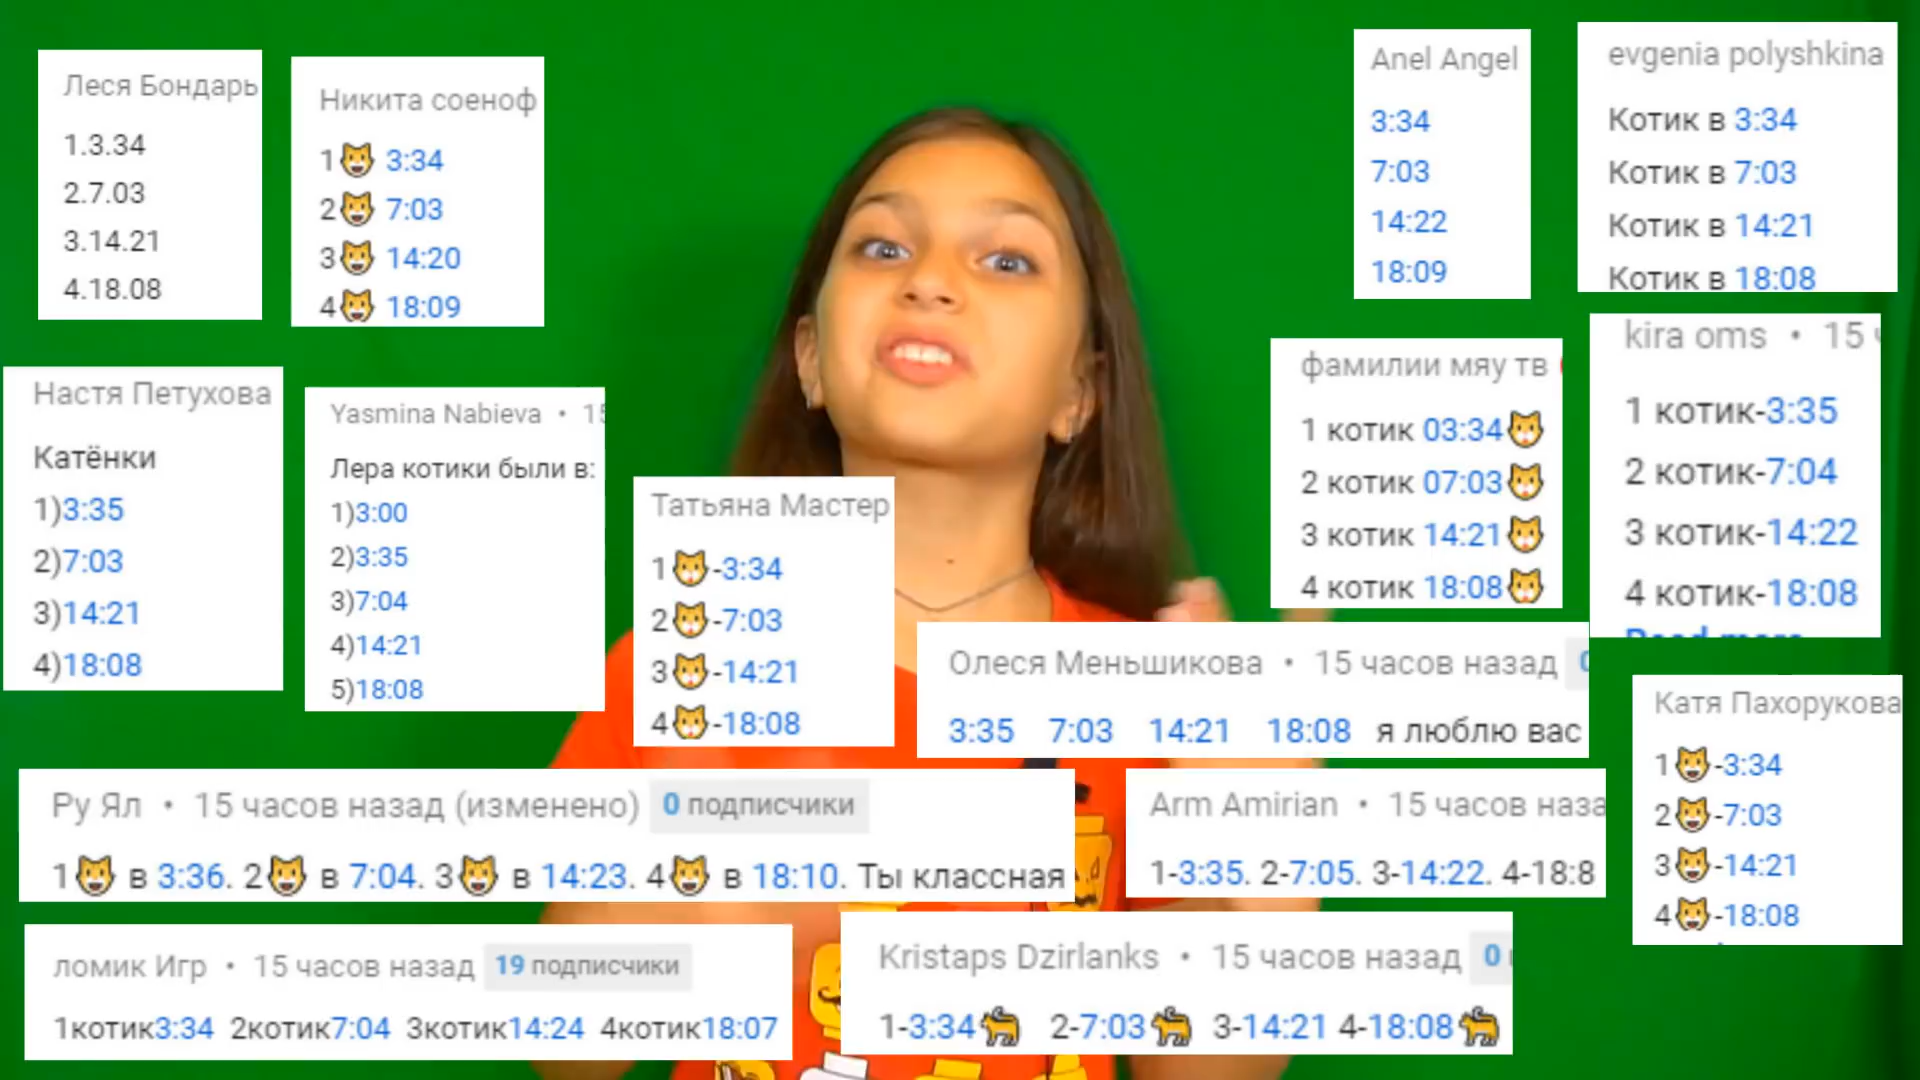 Леся Бондарь
1.3.34
2.7.03
3.14.21
4.18.08
Никита соеноф
1🐱 3:34
2🐱 7:03
3🐱 14:20
4🐱 18:09
Anel Angel
3:34
7:03
14:22
18:09
evgenia polyshkina
Котик в 3:34
Котик в 7:03
Котик в 14:21
Котик в 18:08
Настя Петухова
Катёнки
1)3:35
2)7:03
3)14:21
4)18:08
Yasmina Nabieva • 15
Лера котики были в:
1)3:00
2)3:35
3)7:04
4)14:21
5)18:08
Татьяна Мастер
1🐱-3:34
2🐱-7:03
3🐱-14:21
4🐱-18:08
фамилии мяу тв
1 котик 03:34🐱
2 котик 07:03🐱
3 котик 14:21🐱
4 котик 18:08🐱
kira oms • 15
1 котик-3:35
2 котик-7:04
3 котик-14:22
4 котик-18:08
Read more
Олеся Меньшикова • 15 часов назад 0
3:35 7:03 14:21 18:08 я люблю вас
Катя Пахорукова
1🐱-3:34
2🐱-7:03
3🐱-14:21
4🐱-18:08
Ру Ял • 15 часов назад (изменено) 0 подписчики
1🐱 в 3:36. 2🐱 в 7:04. 3🐱 в 14:23. 4🐱 в 18:10. Ты классная
Arm Amirian • 15 часов наза
1-3:35. 2-7:05. 3-14:22. 4-18:8
ломик Игр • 15 часов назад 19 подписчики
1котик3:34 2котик7:04 3котик14:24 4котик18:07
Kristaps Dzirlanks • 15 часов назад 0
1-3:34🐈 2-7:03🐈 3-14:21 4-18:08🐈